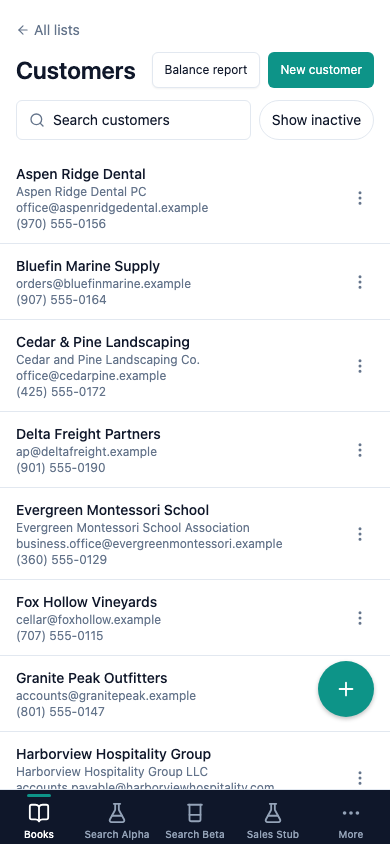 All lists
Customers
Balance report
New customer
Search customers
Show inactive
Aspen Ridge Dental
Aspen Ridge Dental PC
office@aspenridgedental.example
(970) 555-0156
Bluefin Marine Supply
orders@bluefinmarine.example
(907) 555-0164
Cedar & Pine Landscaping
Cedar and Pine Landscaping Co.
office@cedarpine.example
(425) 555-0172
Delta Freight Partners
ap@deltafreight.example
(901) 555-0190
Evergreen Montessori School
Evergreen Montessori School Association
business.office@evergreenmontessori.example
(360) 555-0129
Fox Hollow Vineyards
cellar@foxhollow.example
(707) 555-0115
Granite Peak Outfitters
accounts@granitepeak.example
(801) 555-0147
Harborview Hospitality Group
Harborview Hospitality Group LLC
accounts.payable@harborviewhospitality.com
Books
Search Alpha
Search Beta
Sales Stub
More